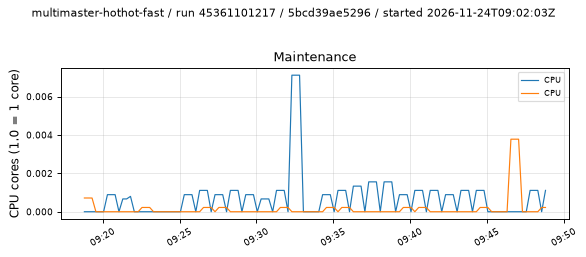 multimaster-hothot-fast / run 45361101217 / 5bcd39ae5296 / started 2026-11-24T09:02:03Z
Maintenance
CPU cores (1.0 = 1 core)
0.006
0.004
0.002
0.000
CPU
CPU
09:20
09:25
09:30
09:35
09:40
09:45
09:50